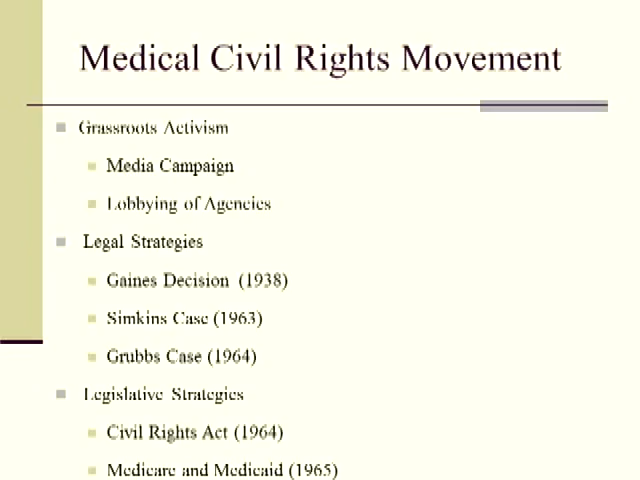 Medical Civil Rights Movement
Grassroots Activism
Media Campaign
Lobbying of Agencies
Legal Strategies
Gaines Decision (1938)
Simkins Case (1963)
Grubbs Case (1964)
Legislative Strategies
Civil Rights Act (1964)
Medicare and Medicaid (1965)